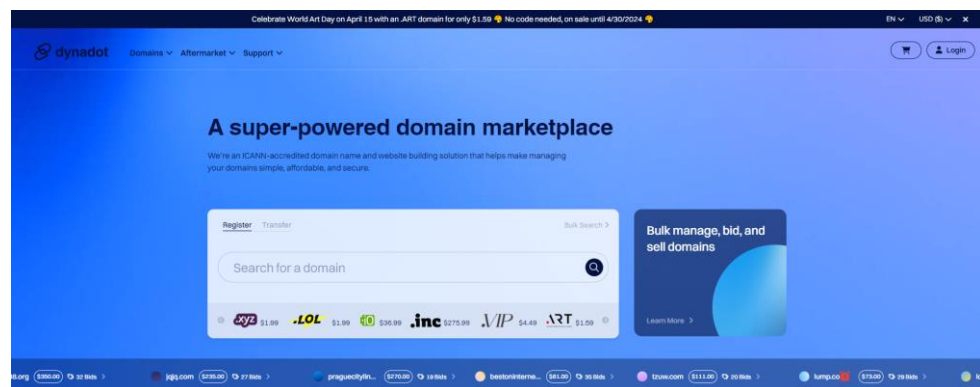 Celebrate World Art Day on April 15 with an .ART domain for only $1.59 No code needed, on sale until 4/30/2024
EN
USD ($)
dynadot
Domains
Aftermarket
Support
Login
A super-powered domain marketplace
We're an ICANN-accredited domain name and website building solution that helps make managing
your domains simple, affordable, and secure.
Register Transfer
Bulk Search
Search for a domain
.xyz $1.99
.LOL $1.99
$36.99
.inc $275.99
.VIP $4.49
.ART $1.59
Bulk manage, bid, and
sell domains
Learn More
.org $350.00 32 Bids
jqjq.com $235.00 27 Bids
praguecitylin... $270.00 18 Bids
bestoninterne... $61.00 Bids
tzuw.com $111.00 20 Bids
lump.co $73.00 29 Bids